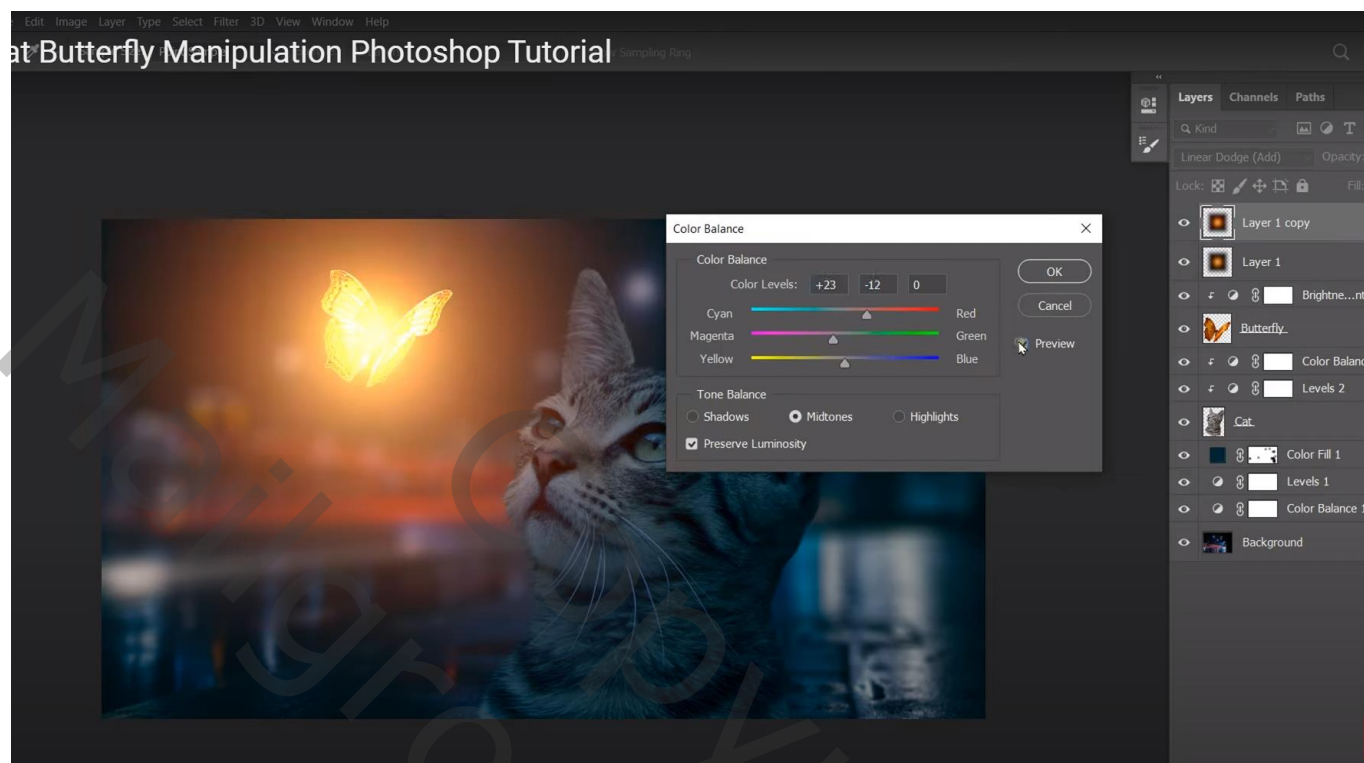 Edit Image Layer Type Select Filter 3D View Window Help
at Butterfly Manipulation Photoshop Tutorial
Sampling Ring
Layers Channels Paths
Kind
Linear Dodge (Add) Opacity:
Lock: Fill:
Layer 1 copy
Layer 1
Brightne...nt
Butterfly
Color Balanc
Levels 2
Cat
Color Fill 1
Levels 1
Color Balance 1
Background
Color Balance
Color Balance
Color Levels: +23 -12 0
Cyan Red
Magenta Green
Yellow Blue
Tone Balance
Shadows Midtones Highlights
Preserve Luminosity
OK
Cancel
Preview